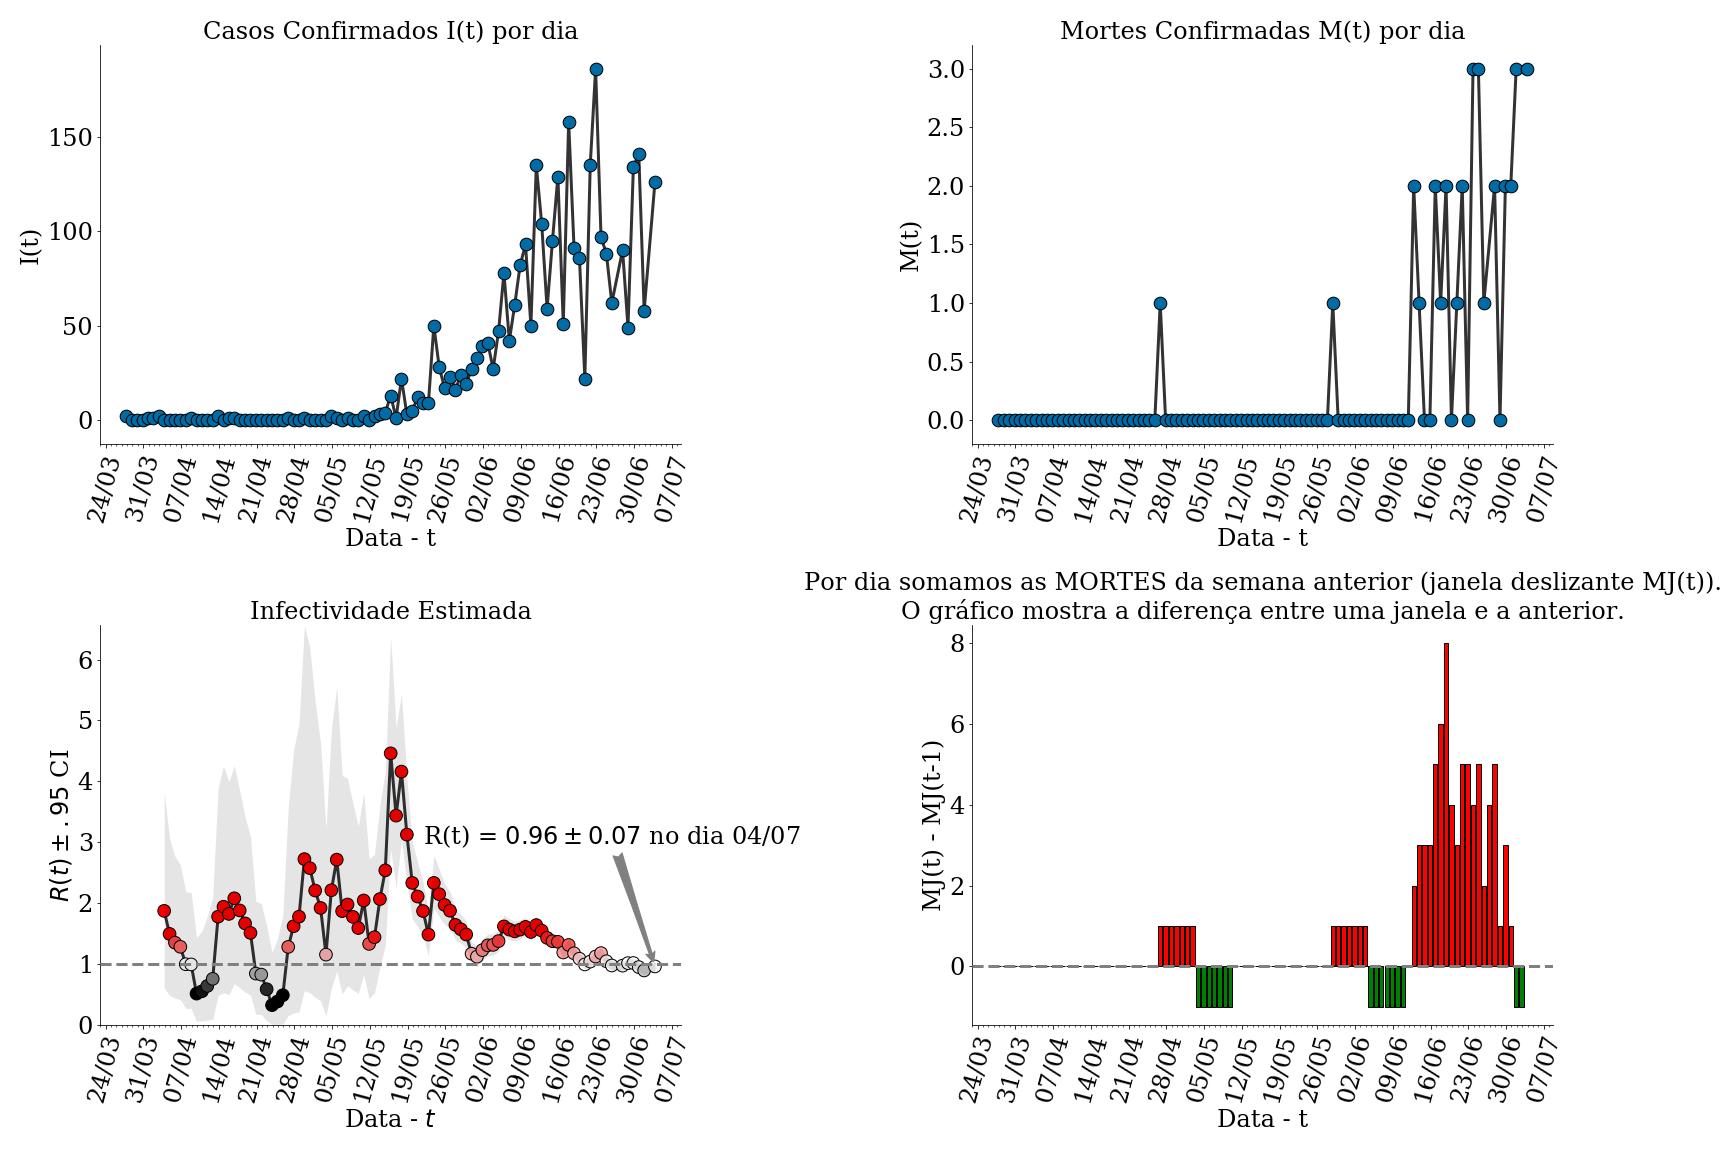 Casos Confirmados I(t) por dia
I(t)
150
100
50
0
24/03 31/03 07/04 14/04 21/04 28/04 05/05 12/05 19/05 26/05 02/06 09/06 16/06 23/06 30/06 07/07
Data - t
Mortes Confirmadas M(t) por dia
M(t)
3.0
2.5
2.0
1.5
1.0
0.5
0.0
24/03 31/03 07/04 14/04 21/04 28/04 05/05 12/05 19/05 26/05 02/06 09/06 16/06 23/06 30/06 07/07
Data - t
Infectividade Estimada
R(t) ± .95 CI
6
5
4
3
2
1
0
R(t) = 0.96 ± 0.07 no dia 04/07
24/03 31/03 07/04 14/04 21/04 28/04 05/05 12/05 19/05 26/05 02/06 09/06 16/06 23/06 30/06 07/07
Data - t
Por dia somamos as MORTES da semana anterior (janela deslizante MJ(t)).
O gráfico mostra a diferença entre uma janela e a anterior.
MJ(t) - MJ(t-1)
8
6
4
2
0
24/03 31/03 07/04 14/04 21/04 28/04 05/05 12/05 19/05 26/05 02/06 09/06 16/06 23/06 30/06 07/07
Data - t